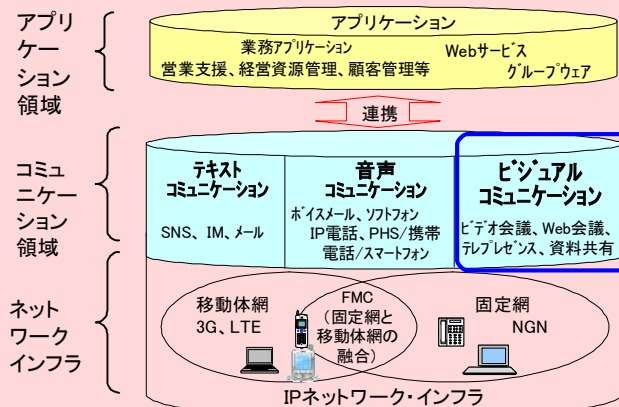 アプリ
ケー
ション
領域
アプリケーション
業務アプリケーション
営業支援、経営資源管理、顧客管理等
Webサービス
グループウェア
連携
コミュ
ニケー
ション
領域
テキスト
コミュニケーション
SNS、IM、メール
音声
コミュニケーション
ボイスメール、ソフトフォン
IP電話、PHS/携帯
電話/スマートフォン
ビジュアル
コミュニケーション
ビデオ会議、Web会議、
テレプレゼンス、資料共有
ネット
ワーク
インフラ
移動体網
3G、LTE
FMC
(固定網と
移動体網の
融合)
固定網
NGN
IPネットワーク・インフラ